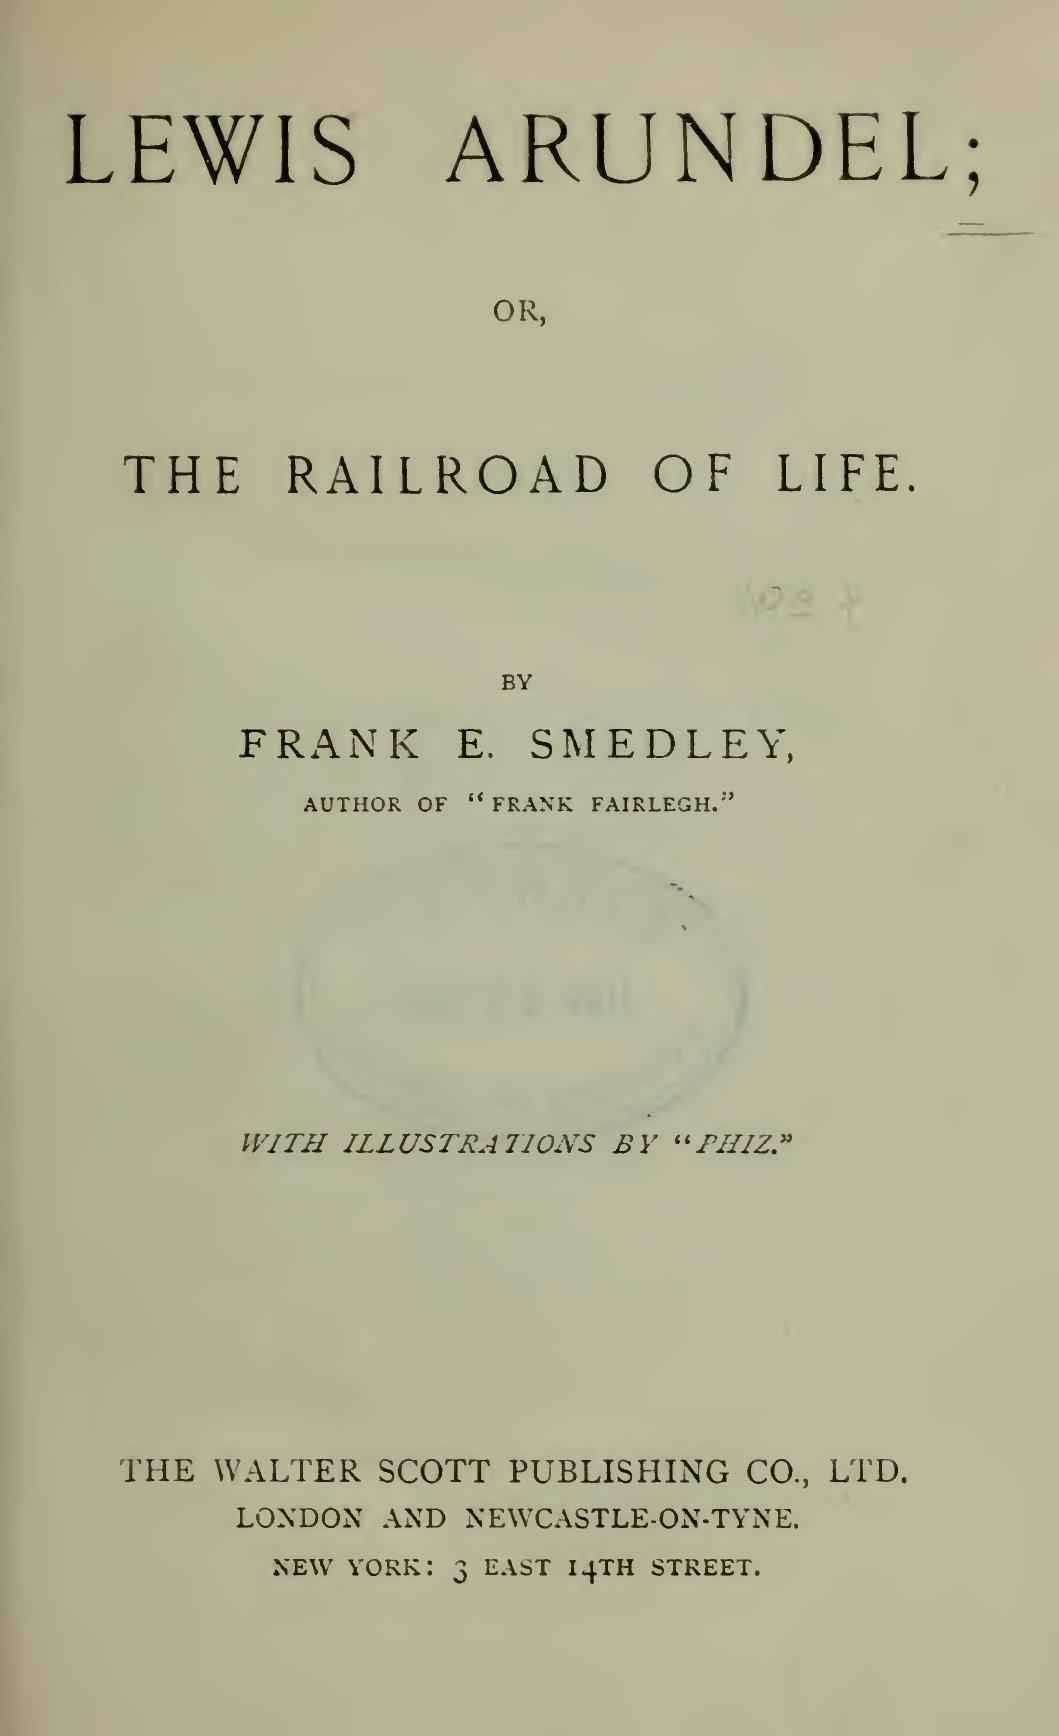 LEWIS ARUNDEL;
OR,
THE RAILROAD OF LIFE.
BY
FRANK E. SMEDLEY,
AUTHOR OF "FRANK FAIRLEGH."
WITH ILLUSTRATIONS BY "PHIZ."
THE WALTER SCOTT PUBLISHING CO., LTD.
LONDON AND NEWCASTLE-ON-TYNE.
NEW YORK: 3 EAST 14TH STREET.